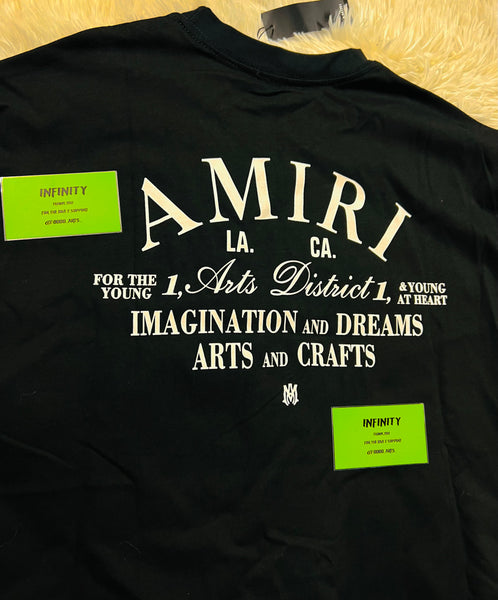 AMIRI
LA. CA.
FOR THE YOUNG 1, Arts District 1, & YOUNG AT HEART
IMAGINATION AND DREAMS
ARTS AND CRAFTS
INFINITY
INFINITY